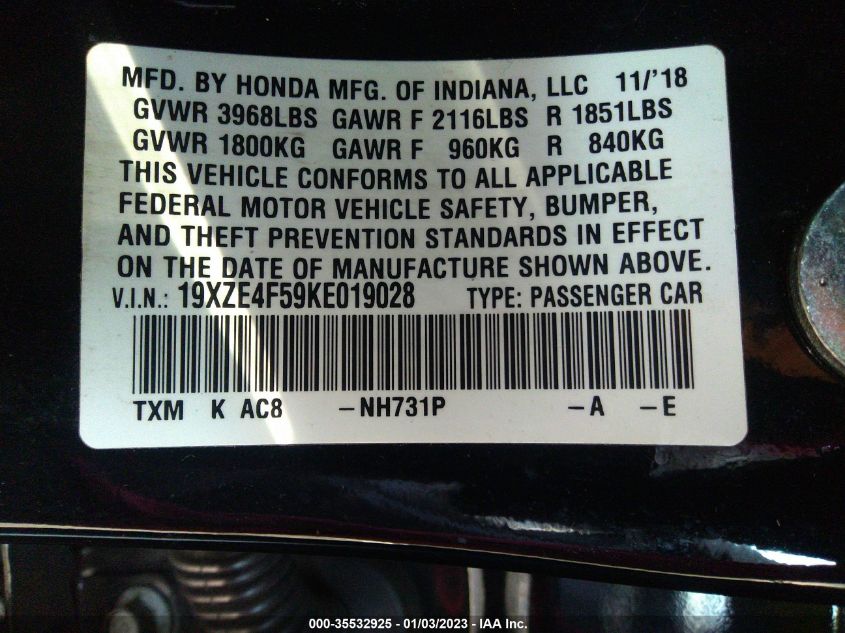 MFD. BY HONDA MFG. OF INDIANA, LLC 11/'18
GVWR 3968LBS GAWR F 2116LBS R 1851LBS
GVWR 1800KG GAWR F 960KG R 840KG
THIS VEHICLE CONFORMS TO ALL APPLICABLE
FEDERAL MOTOR VEHICLE SAFETY, BUMPER,
AND THEFT PREVENTION STANDARDS IN EFFECT
ON THE DATE OF MANUFACTURE SHOWN ABOVE.
V.I.N.: 19XZE4F59KE019028 TYPE: PASSENGER CAR
TXM K AC8 -NH731P -A -E
000-35532925 - 01/03/2023 - IAA Inc.